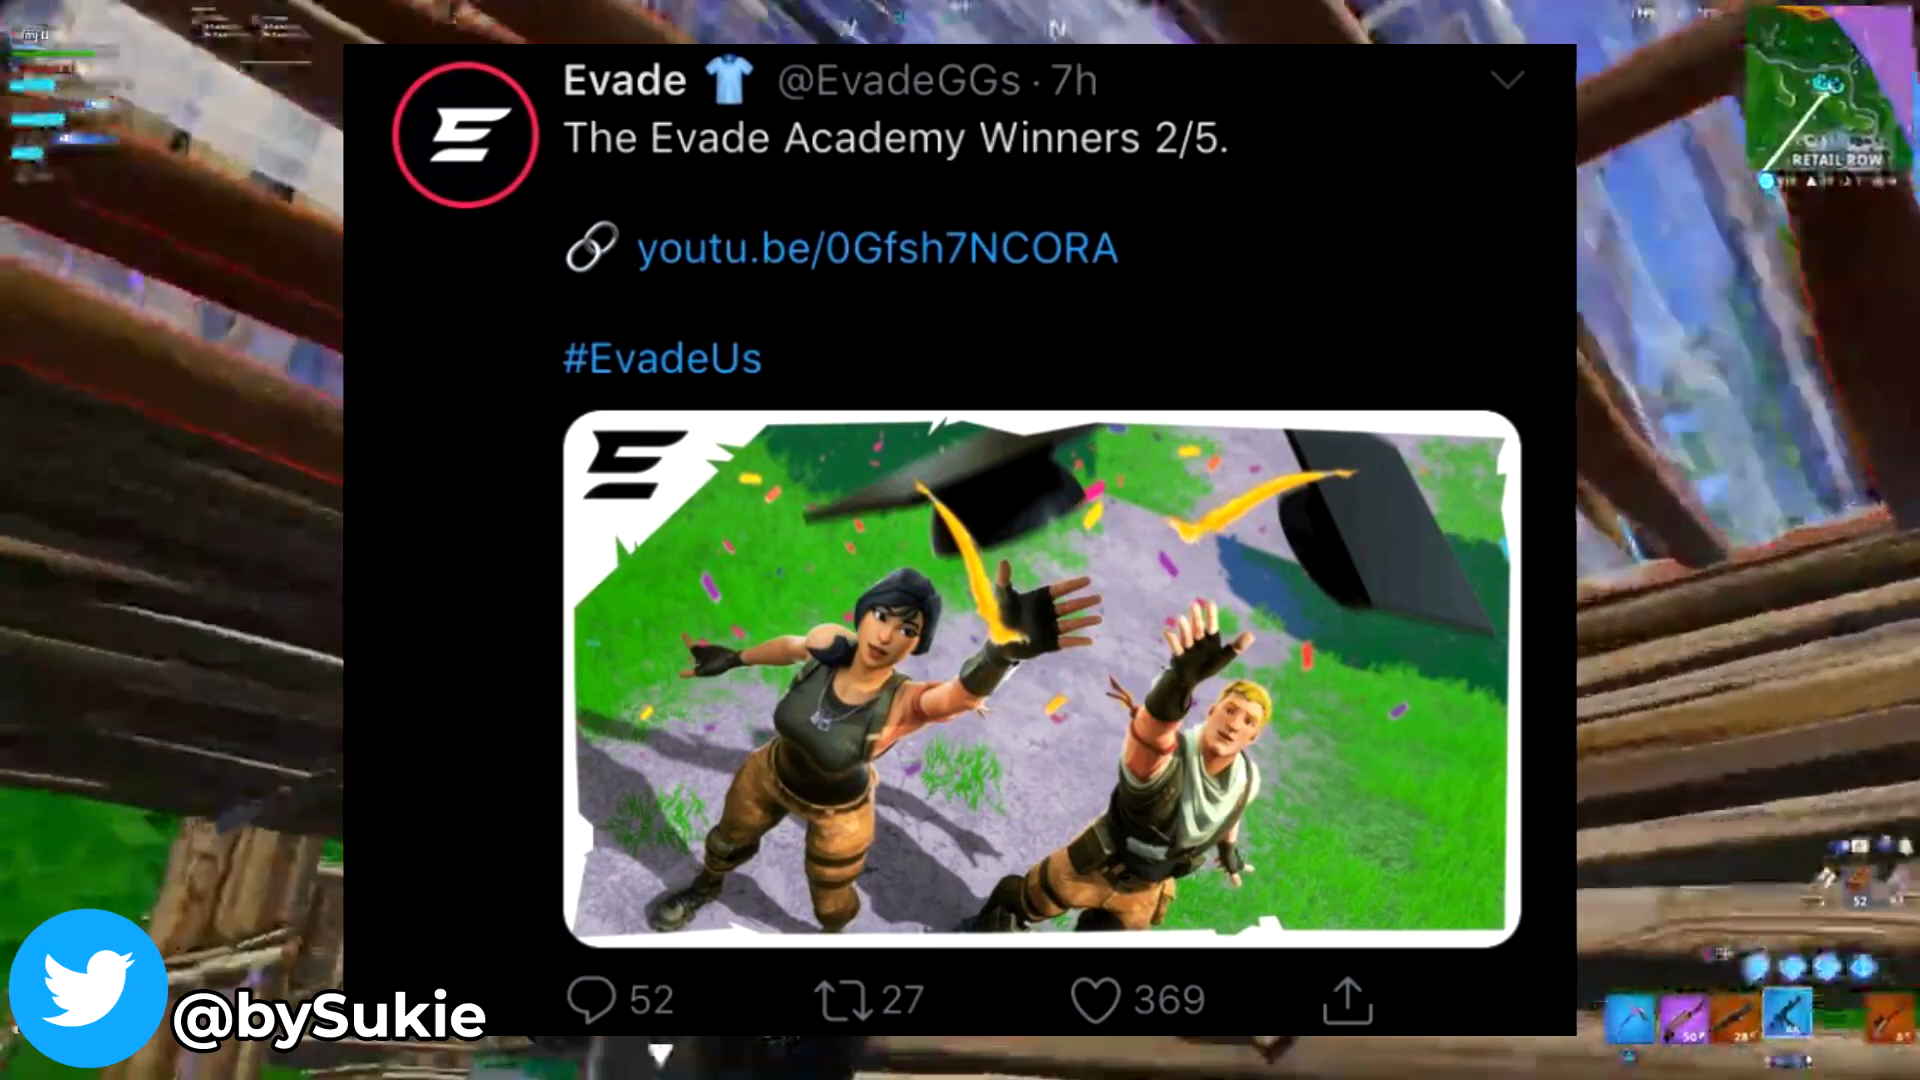 Evade 👕 @EvadeGGs · 7h
The Evade Academy Winners 2/5.
🔗 youtu.be/0Gfsh7NCORA
#EvadeUs
52 27 369
@bySukie
RETAIL ROW
52